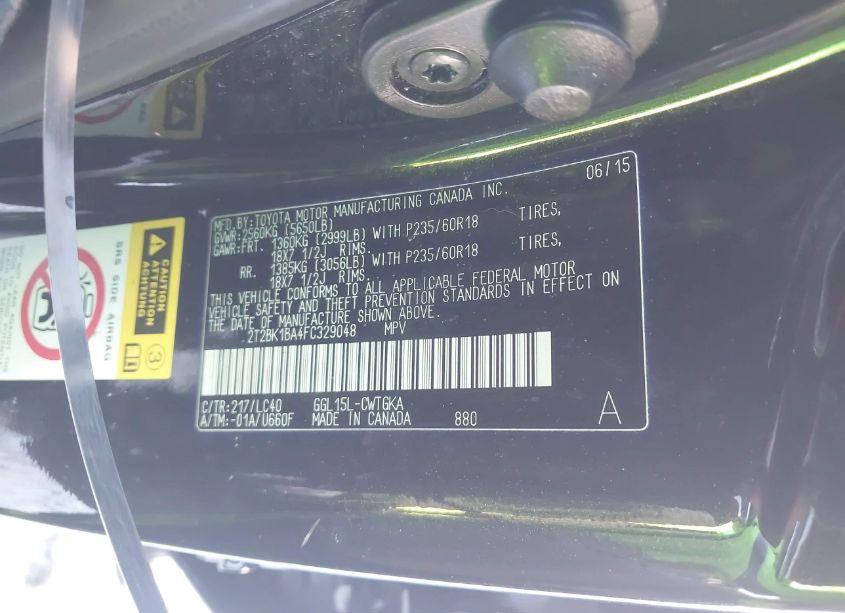 06/15
MFD.BY:TOYOTA MOTOR MANUFACTURING CANADA INC.
GVWR:2560KG (5650LB)
GAWR:FRT. 1360KG (2999LB) WITH P235/60R18 TIRES,
18X7 1/2J RIMS.
RR. 1385KG (3056LB) WITH P235/60R18 TIRES,
18X7 1/2J RIMS.
THIS VEHICLE CONFORMS TO ALL APPLICABLE FEDERAL MOTOR
VEHICLE SAFETY AND THEFT PREVENTION STANDARDS IN EFFECT ON
THE DATE OF MANUFACTURE SHOWN ABOVE.
2T2BK1BA4FC329048 MPV
C/TR:217/LC40 GGL15L-CWTGKA
A/TM:-01A/U660F MADE IN CANADA 880 A
CAUTION
ATTENTION
ACHTUNG
3
SRS SIDE AIRBAG